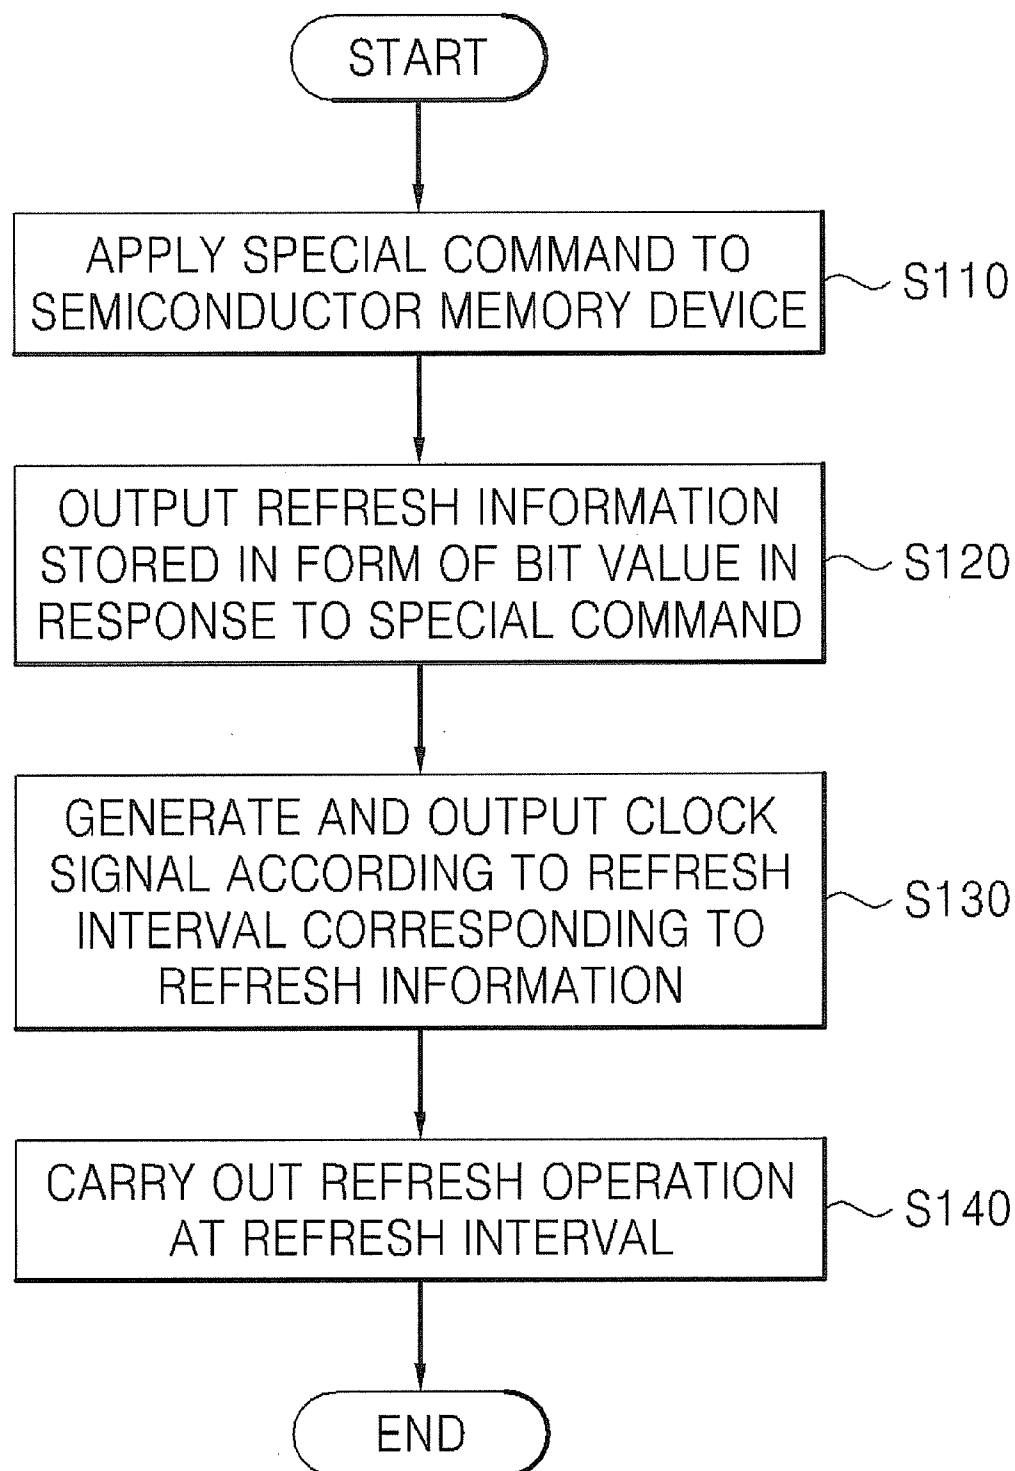 START
APPLY SPECIAL COMMAND TO
SEMICONDUCTOR MEMORY DEVICE
S110
OUTPUT REFRESH INFORMATION
STORED IN FORM OF BIT VALUE IN
RESPONSE TO SPECIAL COMMAND
S120
GENERATE AND OUTPUT CLOCK
SIGNAL ACCORDING TO REFRESH
INTERVAL CORRESPONDING TO
REFRESH INFORMATION
S130
CARRY OUT REFRESH OPERATION
AT REFRESH INTERVAL
S140
END